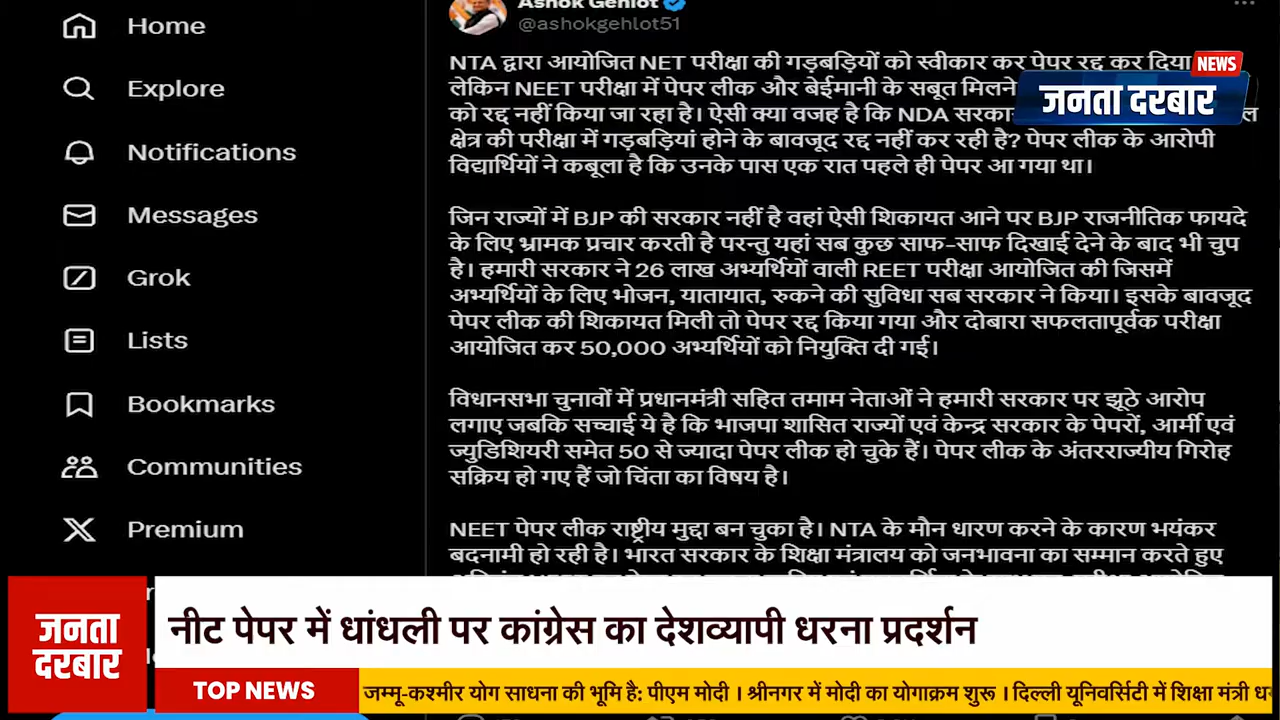 Home
Explore
Notifications
Messages
Grok
Lists
Bookmarks
Communities
Premium
Ashok Gehlot
@ashokgehlot51
NTA द्वारा आयोजित NET परीक्षा की गड़बड़ियों को स्वीकार कर पेपर रद्द कर दिया
लेकिन NEET परीक्षा में पेपर लीक और बेईमानी के सबूत मिलने
को रद्द नहीं किया जा रहा है। ऐसी क्या वजह है कि NDA
क्षेत्र की परीक्षा में गड़बड़ियां होने के बावजूद रद्द नहीं कर रही है? पेपर लीक के आरोपी
विद्यार्थियों ने कबूला है कि उनके पास एक रात पहले ही पेपर आ गया था।
जिन राज्यों में BJP की सरकार नहीं है वहां ऐसी शिकायत आने पर BJP राजनीतिक फायदे
के लिए भ्रामक प्रचार करती है परन्तु यहां सब कुछ साफ-साफ दिखाई देने के बाद भी चुप
है। हमारी सरकार ने 26 लाख अभ्यर्थियों वाली REET परीक्षा आयोजित की जिसमें
अभ्यर्थियों के लिए भोजन, यातायात, रुकने की सुविधा सब सरकार ने किया। इसके बावजूद
पेपर लीक की शिकायत मिली तो पेपर रद्द किया गया और दोबारा सफलतापूर्वक परीक्षा
आयोजित कर 50,000 अभ्यर्थियों को नियुक्ति दी गई।
विधानसभा चुनावों में प्रधानमंत्री सहित तमाम नेताओं ने हमारी सरकार पर झूठे आरोप
लगाए जबकि सच्चाई ये है कि भाजपा शासित राज्यों एवं केन्द्र सरकार के पेपरों, आर्मी एवं
ज्युडिशियरी समेत 50 से ज्यादा पेपर लीक हो चुके हैं। पेपर लीक के अंतरराज्यीय गिरोह
सक्रिय हो गए हैं जो चिंता का विषय है।
NEET पेपर लीक राष्ट्रीय मुद्दा बन चुका है। NTA के मौन धारण करने के कारण भयंकर
बदनामी हो रही है। भारत सरकार के शिक्षा मंत्रालय को जनभावना का सम्मान करते हुए
NEWS
जनता दरबार
जनता
दरबार
नीट पेपर में धांधली पर कांग्रेस का देशव्यापी धरना प्रदर्शन
TOP NEWS
जम्मू-कश्मीर योग साधना की भूमि है: पीएम मोदी । श्रीनगर में मोदी का योगाक्रम शुरू । दिल्ली यूनिवर्सिटी में शिक्षा मंत्री